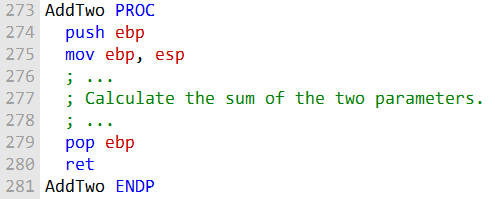 273 AddTwo PROC
274 push ebp
275 mov ebp, esp
276 ; ...
277 ; Calculate the sum of the two parameters.
278 ; ...
279 pop ebp
280 ret
281 AddTwo ENDP